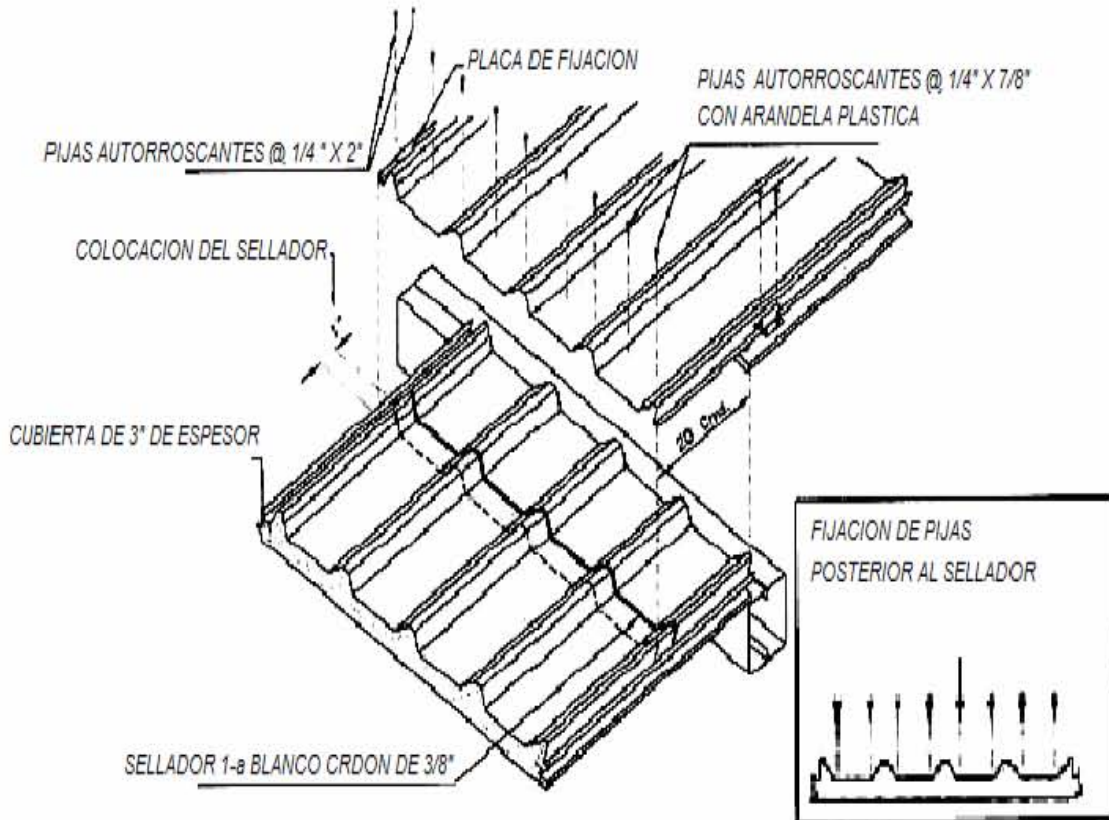 PLACA DE FIJACION
PIJAS AUTORROSCANTES @ 1/4" X 7/8"
CON ARANDELA PLASTICA
PIJAS AUTORROSCANTES @ 1/4 " X 2"
COLOCACION DEL SELLADOR
CUBIERTA DE 3" DE ESPESOR
20 Cms.
FIJACION DE PIJAS
POSTERIOR AL SELLADOR
SELLADOR 1-a BLANCO CRDON DE 3/8"